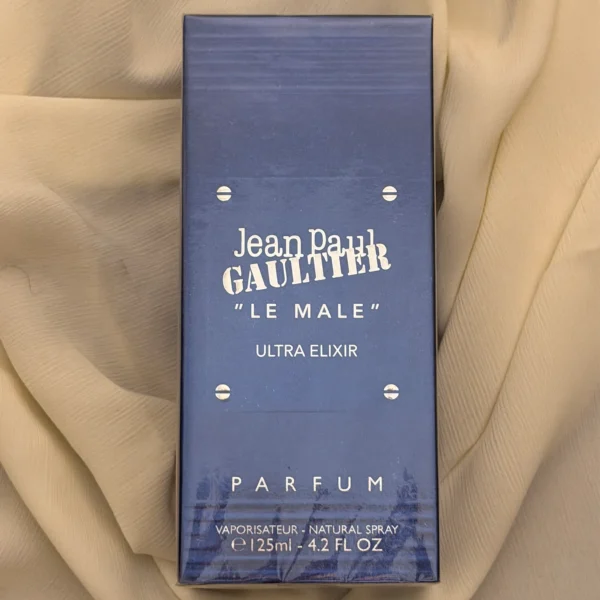 Jean Paul
GAULTIER
"LE MALE"
ULTRA ELIXIR
PARFUM
VAPORISATEUR - NATURAL SPRAY
℮125ml - 4.2 FL OZ